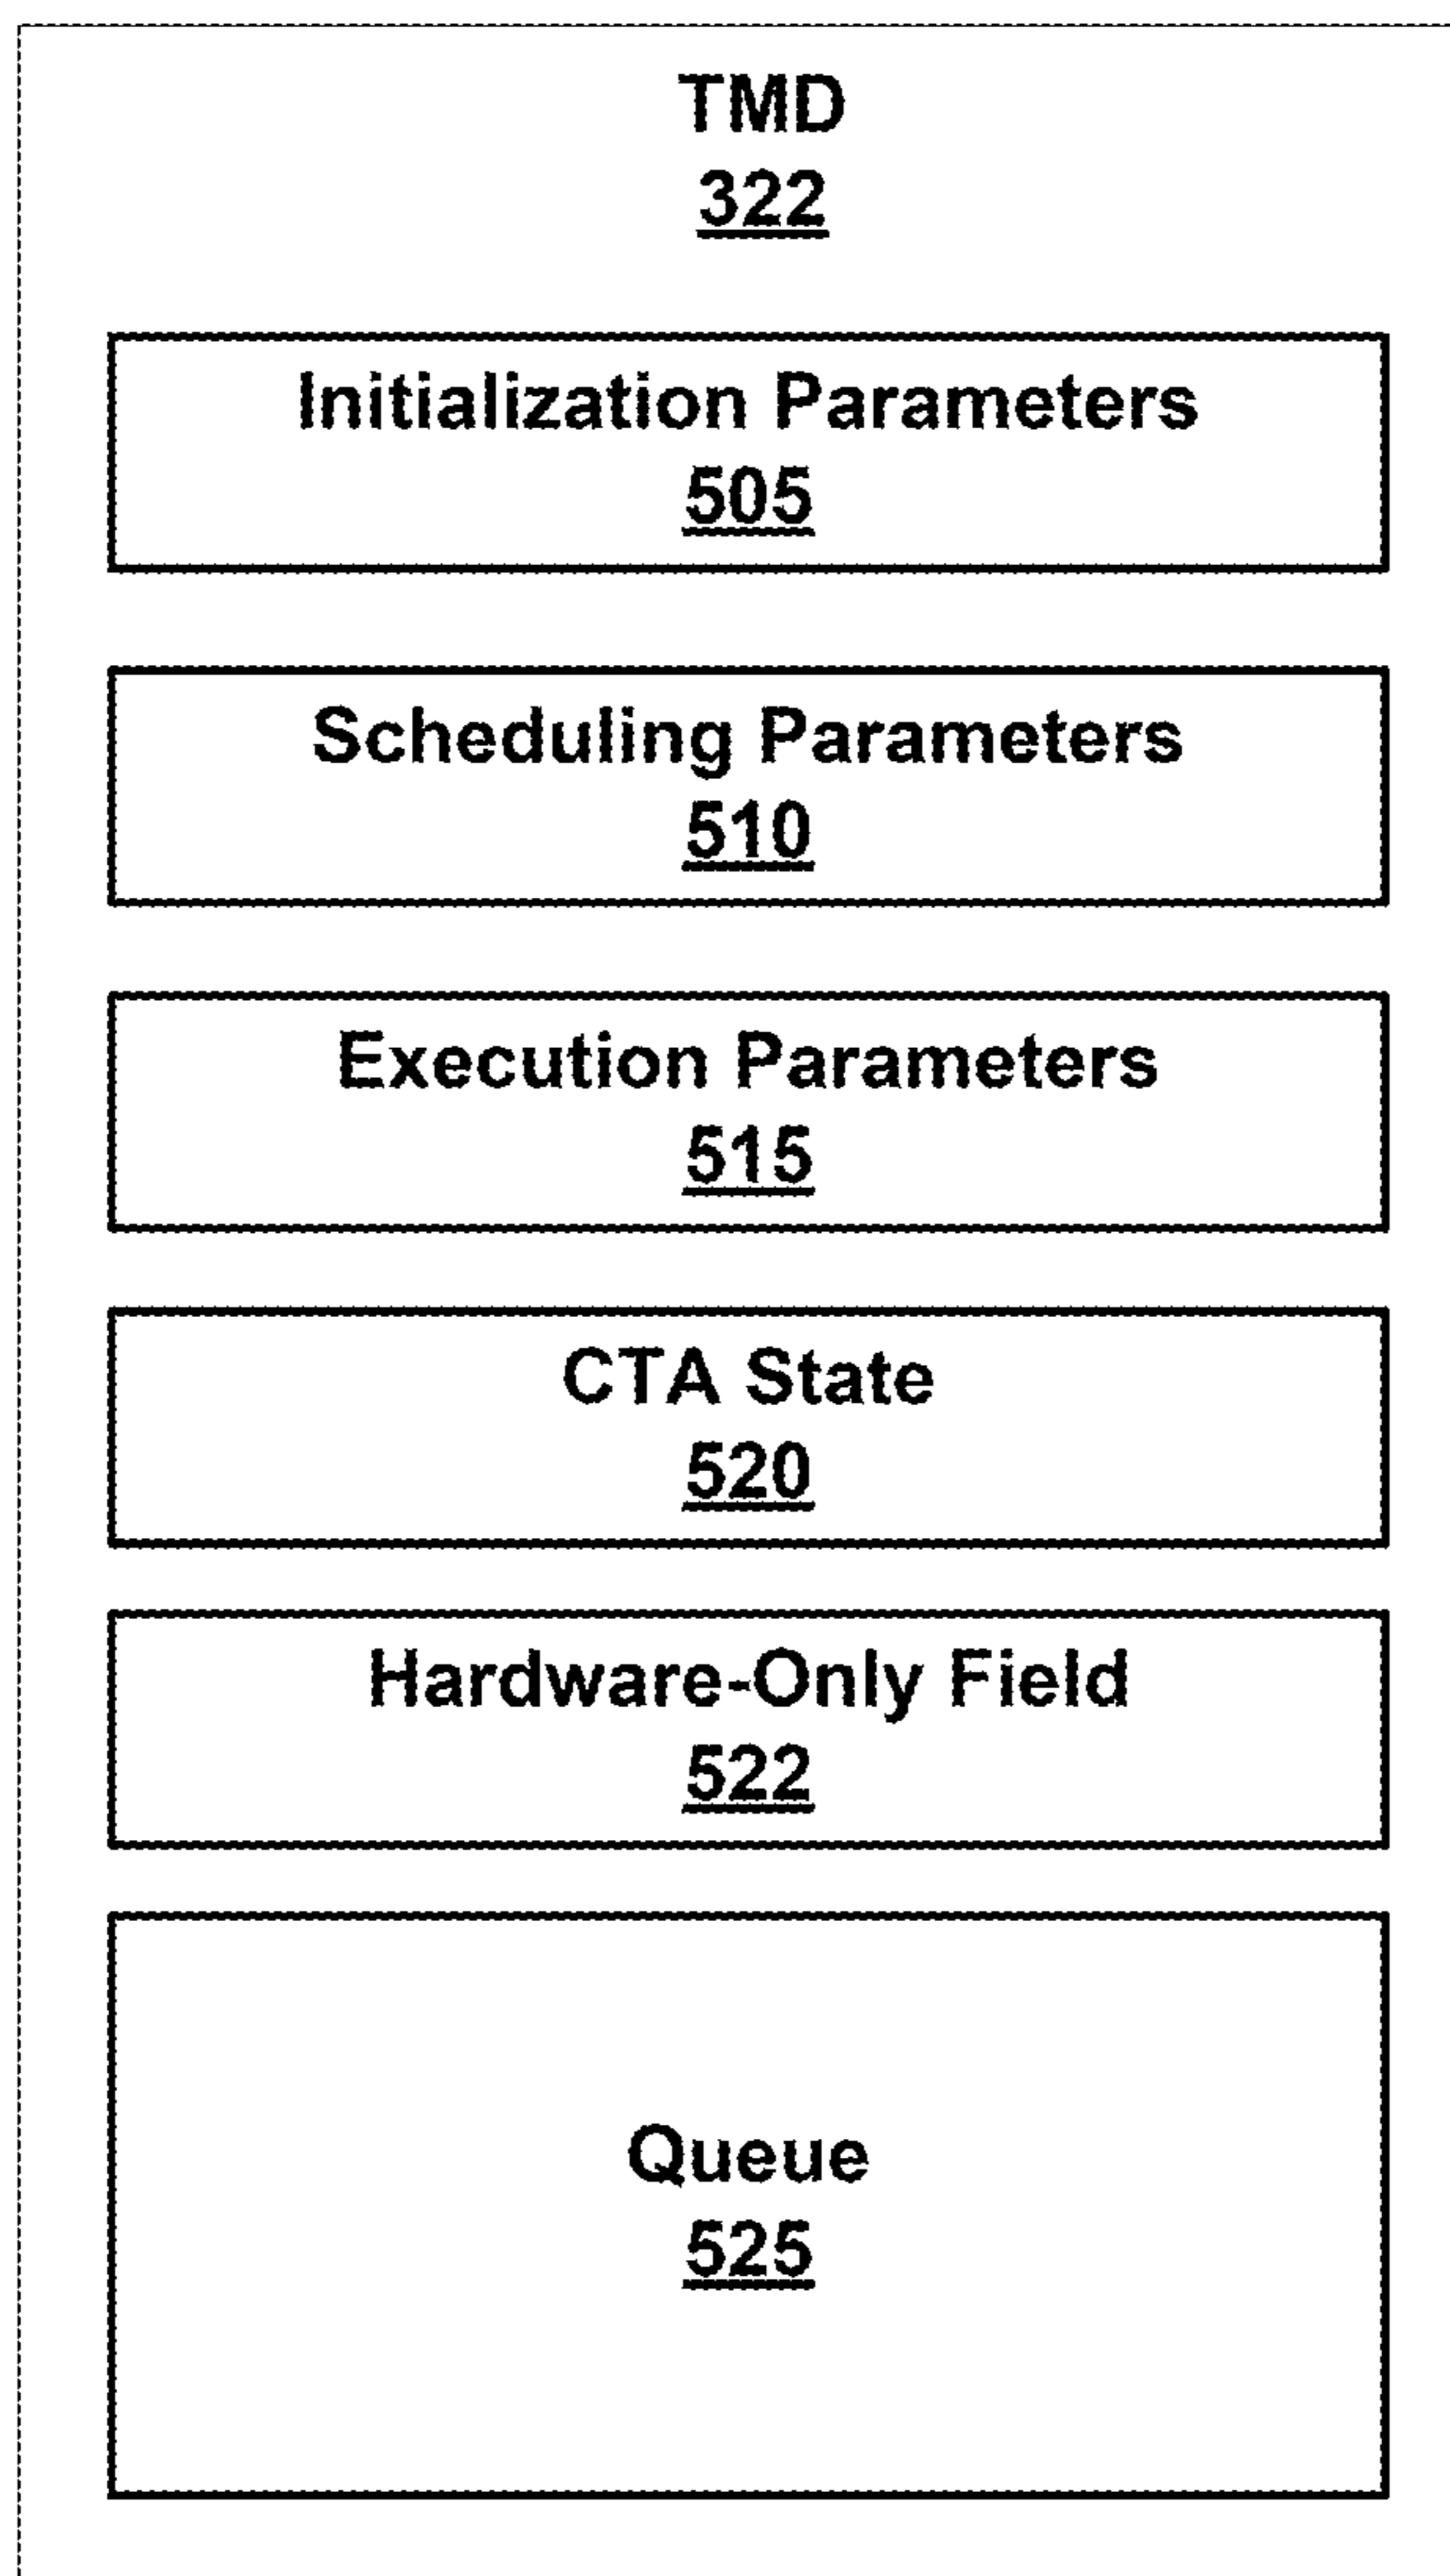 TMD
322
Initialization Parameters
505
Scheduling Parameters
510
Execution Parameters
515
CTA State
520
Hardware-Only Field
522
Queue
525